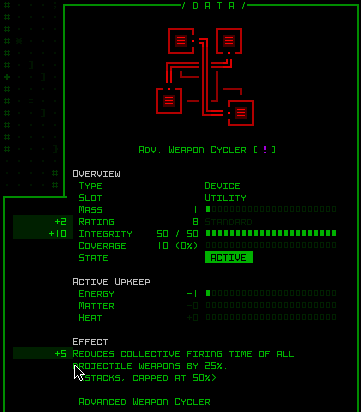 / D A T A /
ADV. WEAPON CYCLER [!]
OVERVIEW
TYPE DEVICE
SLOT UTILITY
MASS 1
+2 RATING 8 STANDARD
+10 INTEGRITY 50 / 50
COVERAGE 10 (0%)
STATE ACTIVE
ACTIVE UPKEEP
ENERGY -1
MATTER -0
HEAT +0
EFFECT
+5 REDUCES COLLECTIVE FIRING TIME OF ALL
PROJECTILE WEAPONS BY 25%.
STACKS, CAPPED AT 50%>
ADVANCED WEAPON CYCLER